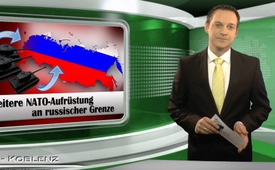 eitere NATO-Aufrüstung
an russischer Grenze
- KOBLENZ